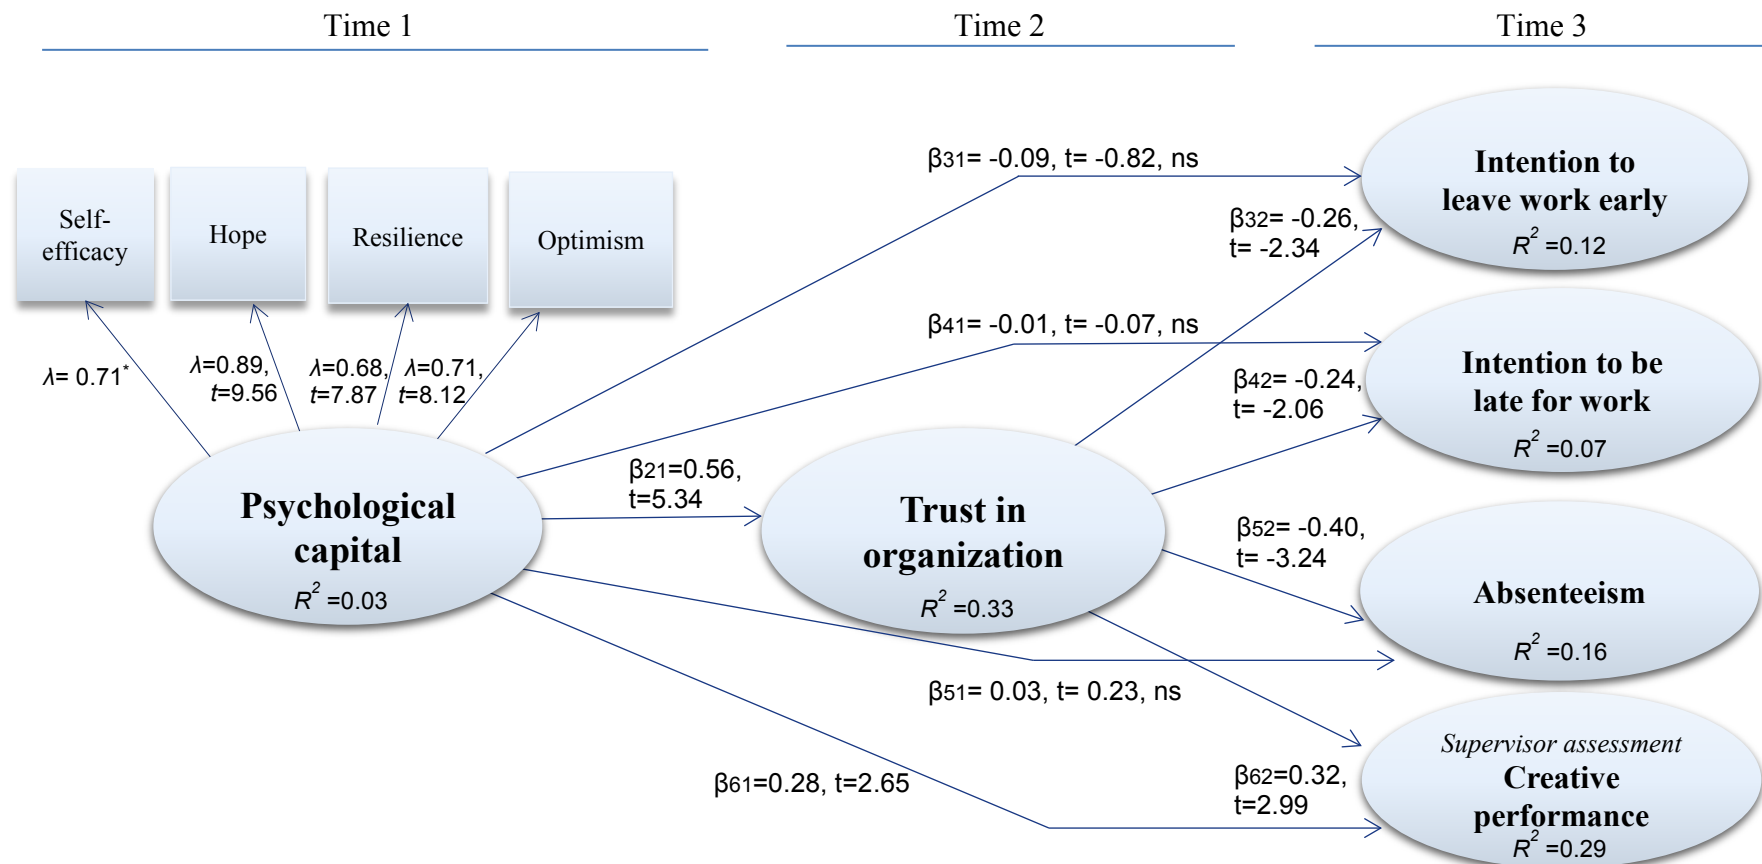 Time 1
Time 2
Time 3
Self-
efficacy
Hope
Resilience
Optimism
λ= 0.71*
λ=0.89,
t=9.56
λ=0.68,
t=7.87
λ=0.71,
t=8.12
Psychological
capital
R² =0.03
β21=0.56,
t=5.34
Trust in
organization
R² =0.33
β31= -0.09, t= -0.82, ns
β32= -0.26,
t= -2.34
β41= -0.01, t= -0.07, ns
β42= -0.24,
t= -2.06
β52= -0.40,
t= -3.24
β51= 0.03, t= 0.23, ns
β61=0.28, t=2.65
β62=0.32,
t=2.99
Intention to
leave work early
R² =0.12
Intention to be
late for work
R² =0.07
Absenteeism
R² =0.16
Supervisor assessment
Creative
performance
R² =0.29